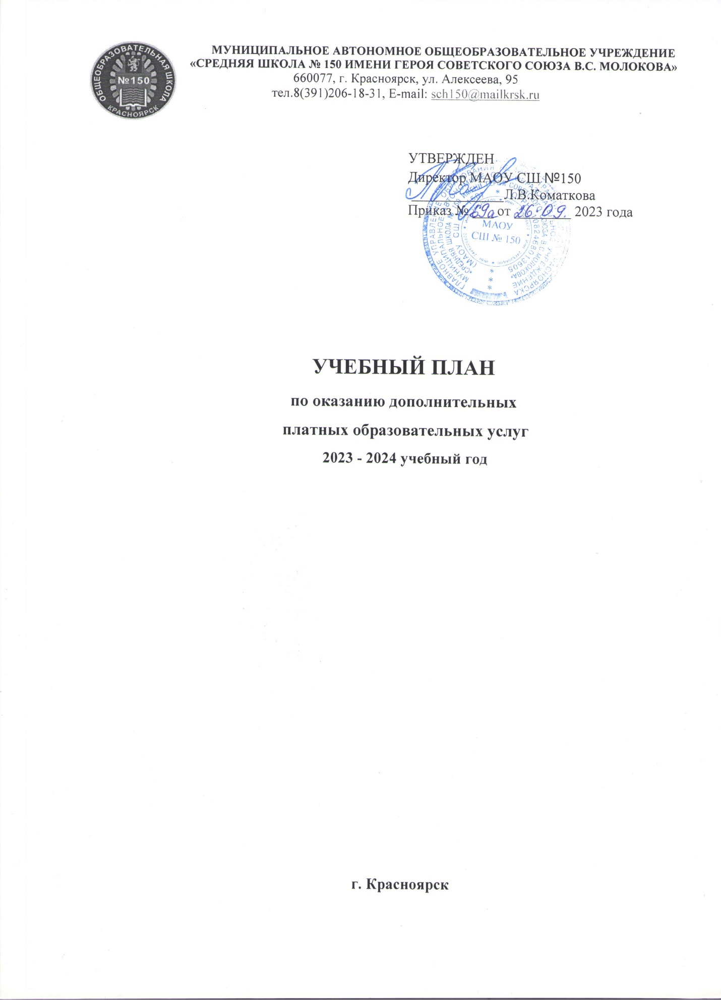 ОБЩЕОБРАЗОВАТЕЛЬНАЯ ШКОЛА
№150
КРАСНОЯРСК
МУНИЦИПАЛЬНОЕ АВТОНОМНОЕ ОБЩЕОБРАЗОВАТЕЛЬНОЕ УЧРЕЖДЕНИЕ
«СРЕДНЯЯ ШКОЛА № 150 ИМЕНИ ГЕРОЯ СОВЕТСКОГО СОЮЗА В.С. МОЛОКОВА»
660077, г. Красноярск, ул. Алексеева, 95
тел.8(391)206-18-31, E-mail: sch150@mailkrsk.ru
УТВЕРЖДЕН
Директор МАОУ СШ №150
Л.В.Коматкова
Приказ № 59а от 26.09. 2023 года
МАОУ
СШ № 150
УЧЕБНЫЙ ПЛАН
по оказанию дополнительных
платных образовательных услуг
2023 - 2024 учебный год
г. Красноярск